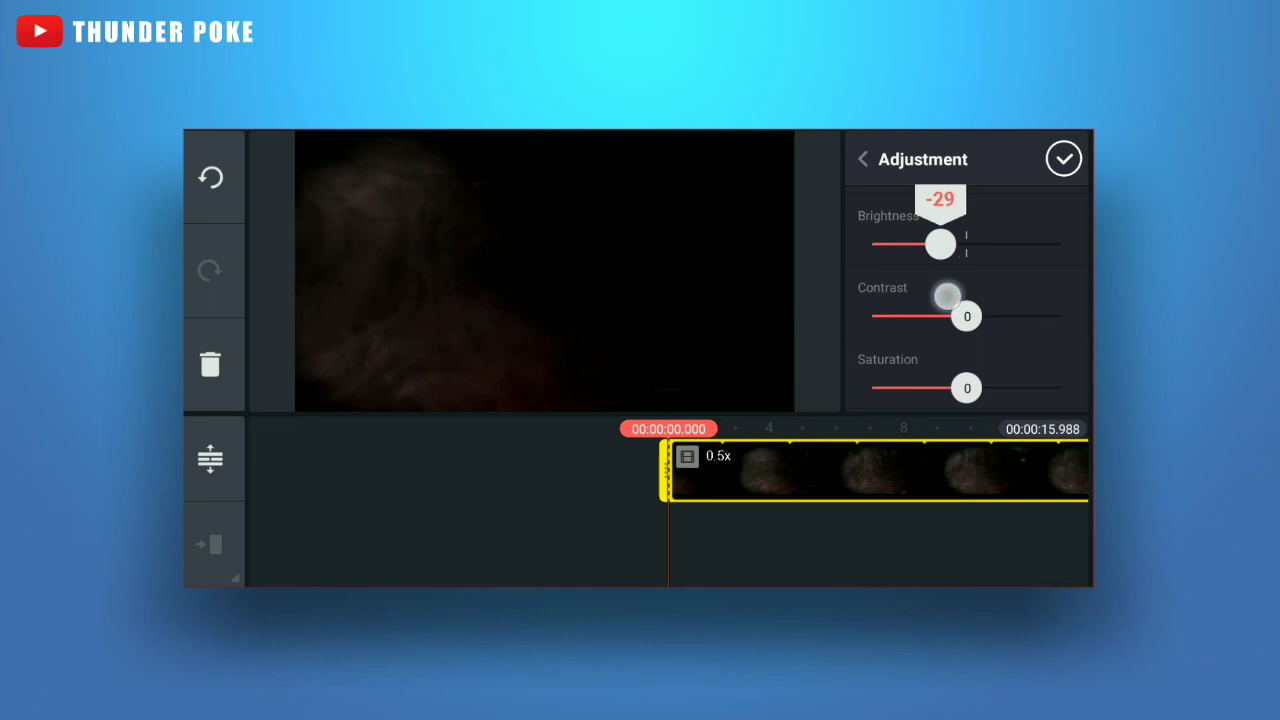 THUNDER POKE
Adjustment
-29
Brightness
Contrast
0
Saturation
0
00:00:00.000
4
8
00:00:15.988
0.5x